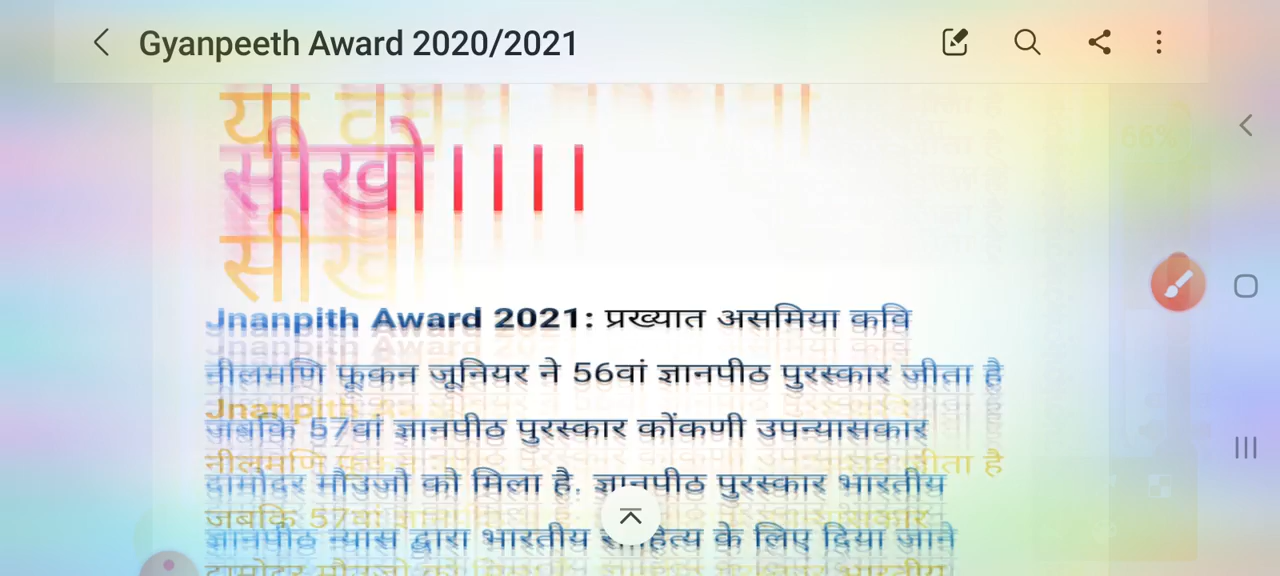 Gyanpeeth Award 2020/2021
सीखो||||
Jnanpith Award 2021: प्रख्यात असमिया कवि
नीलमणि फूकन जूनियर ने 56वां ज्ञानपीठ पुरस्कार जीता है
जबकि 57वां ज्ञानपीठ पुरस्कार कोंकणी उपन्यासकार
दामोदर मौउजो को मिला है. ज्ञानपीठ पुरस्कार भारतीय
ज्ञानपीठ न्यास द्वारा भारतीय साहित्य के लिए दिया जाने